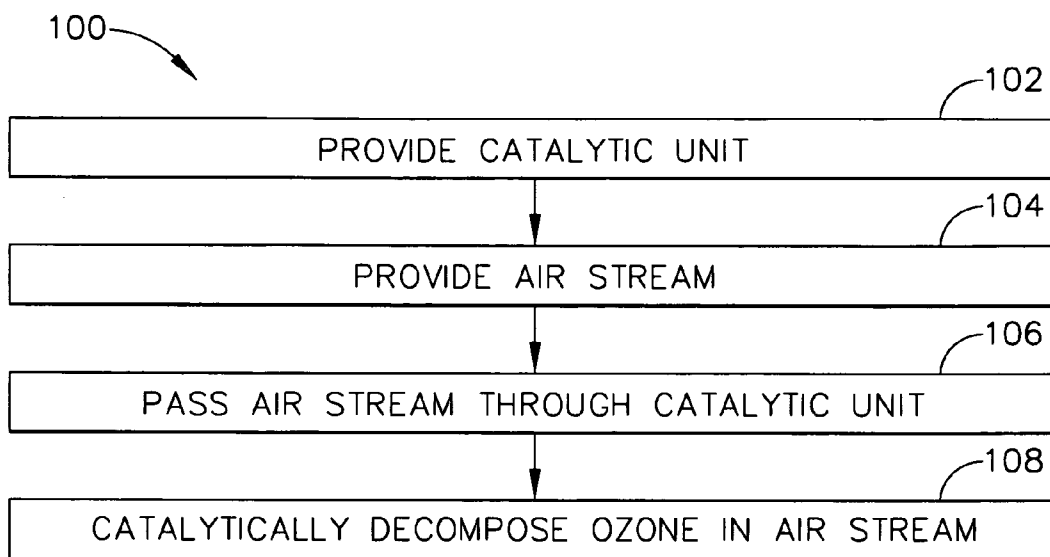 100
102
PROVIDE CATALYTIC UNIT
104
PROVIDE AIR STREAM
106
PASS AIR STREAM THROUGH CATALYTIC UNIT
108
CATALYTICALLY DECOMPOSE OZONE IN AIR STREAM